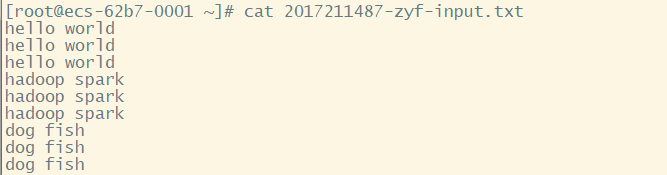 [root@ecs-62b7-0001 ~]# cat 2017211487-zyf-input.txt
hello world
hello world
hello world
hadoop spark
hadoop spark
hadoop spark
dog fish
dog fish
dog fish